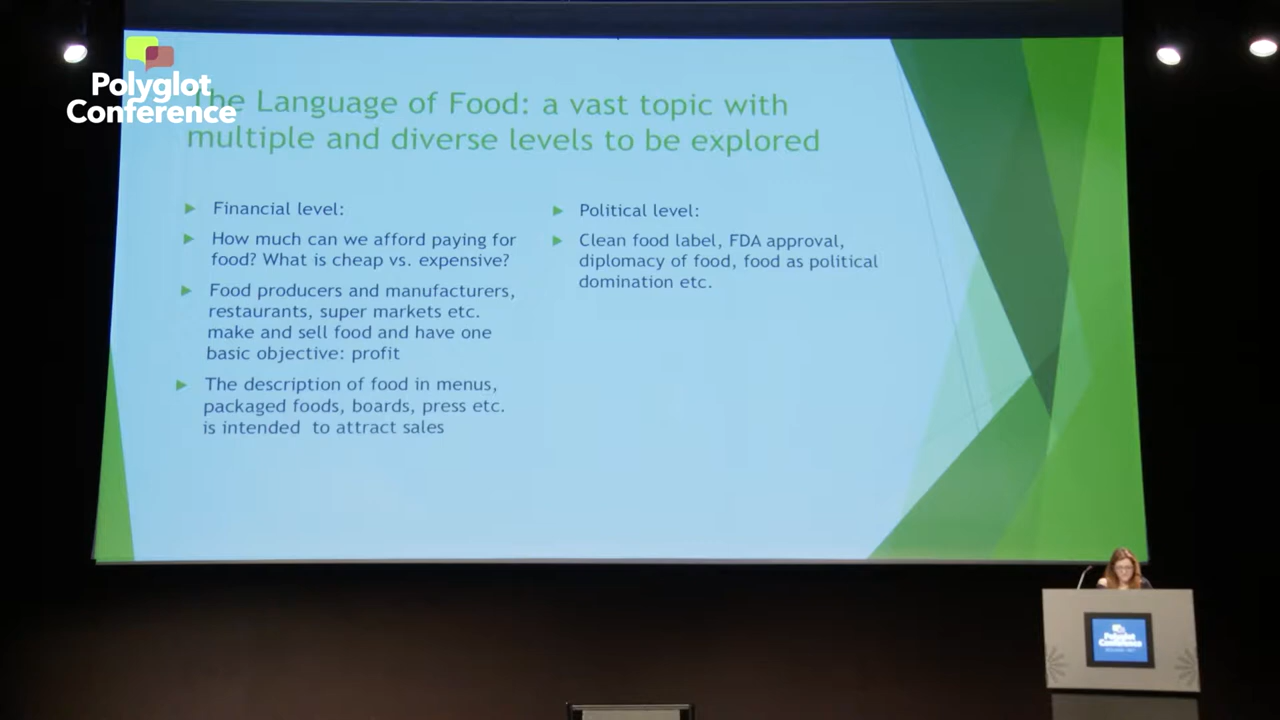 Polyglot
Conference
The Language of Food: a vast topic with
multiple and diverse levels to be explored
Financial level:
How much can we afford paying for
food? What is cheap vs. expensive?
Food producers and manufacturers,
restaurants, super markets etc.
make and sell food and have one
basic objective: profit
The description of food in menus,
packaged foods, boards, press etc.
is intended to attract sales
Political level:
Clean food label, FDA approval,
diplomacy of food, food as political
domination etc.
Polyglot
Conference